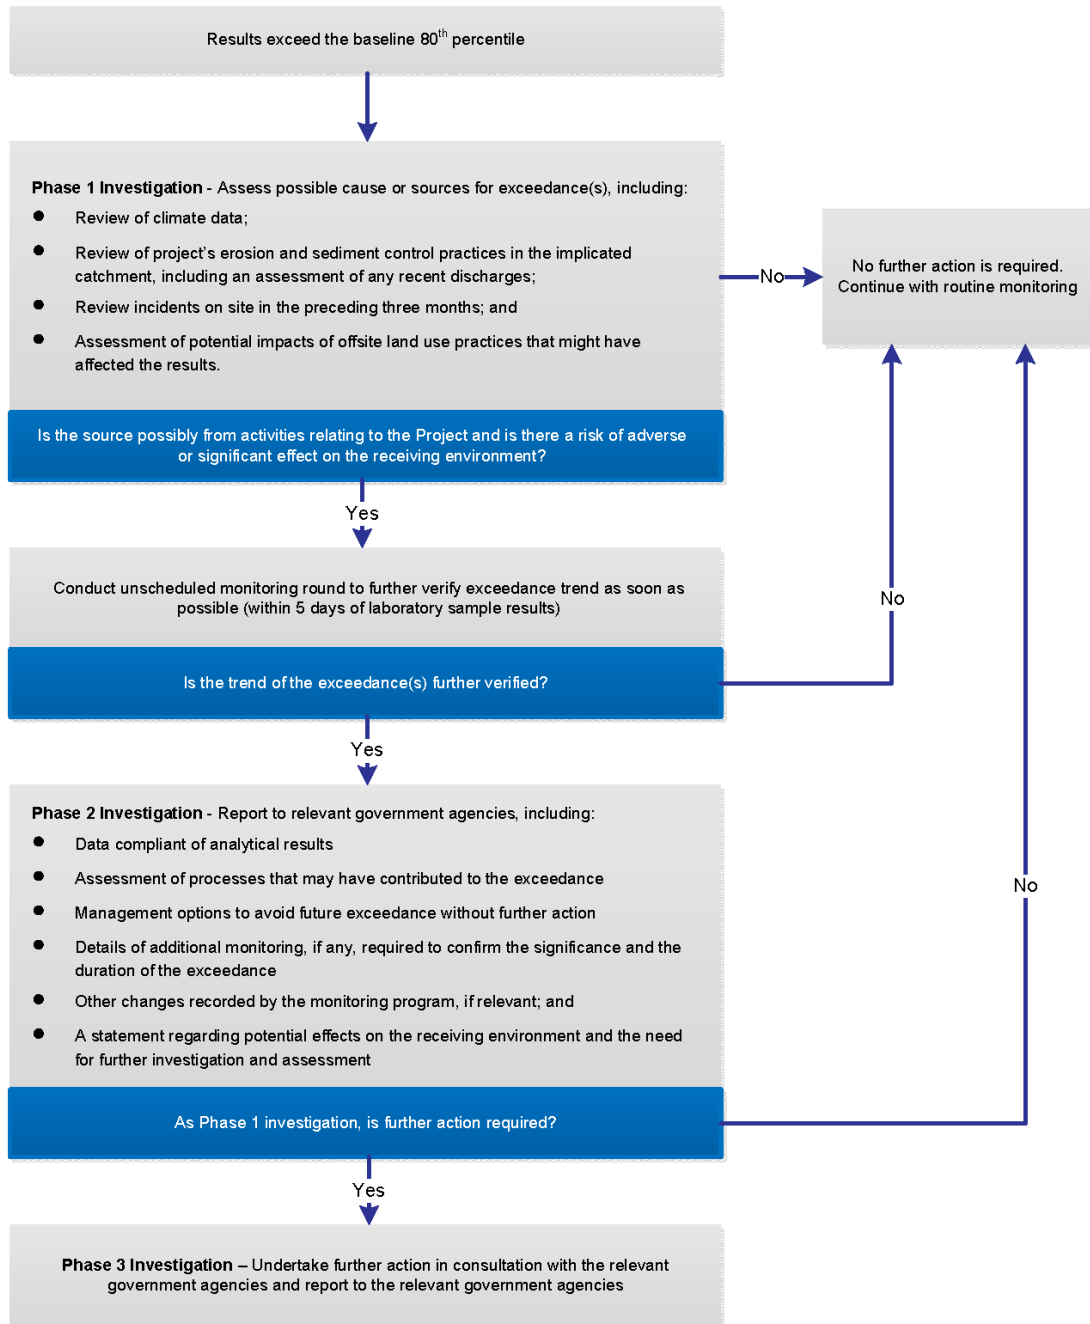 Results exceed the baseline 80th percentile
Phase 1 Investigation - Assess possible cause or sources for exceedance(s), including:
● Review of climate data;
● Review of project's erosion and sediment control practices in the implicated
catchment, including an assessment of any recent discharges;
● Review incidents on site in the preceding three months; and
● Assessment of potential impacts of offsite land use practices that might have
affected the results.
No
No further action is required.
Continue with routine monitoring
Is the source possibly from activities relating to the Project and is there a risk of adverse
or significant effect on the receiving environment?
Yes
Conduct unscheduled monitoring round to further verify exceedance trend as soon as
possible (within 5 days of laboratory sample results)
No
Is the trend of the exceedance(s) further verified?
Yes
Phase 2 Investigation - Report to relevant government agencies, including:
● Data compliant of analytical results
● Assessment of processes that may have contributed to the exceedance
● Management options to avoid future exceedance without further action
● Details of additional monitoring, if any, required to confirm the significance and the
duration of the exceedance
● Other changes recorded by the monitoring program, if relevant; and
● A statement regarding potential effects on the receiving environment and the need
for further investigation and assessment
No
As Phase 1 investigation, is further action required?
Yes
Phase 3 Investigation – Undertake further action in consultation with the relevant
government agencies and report to the relevant government agencies